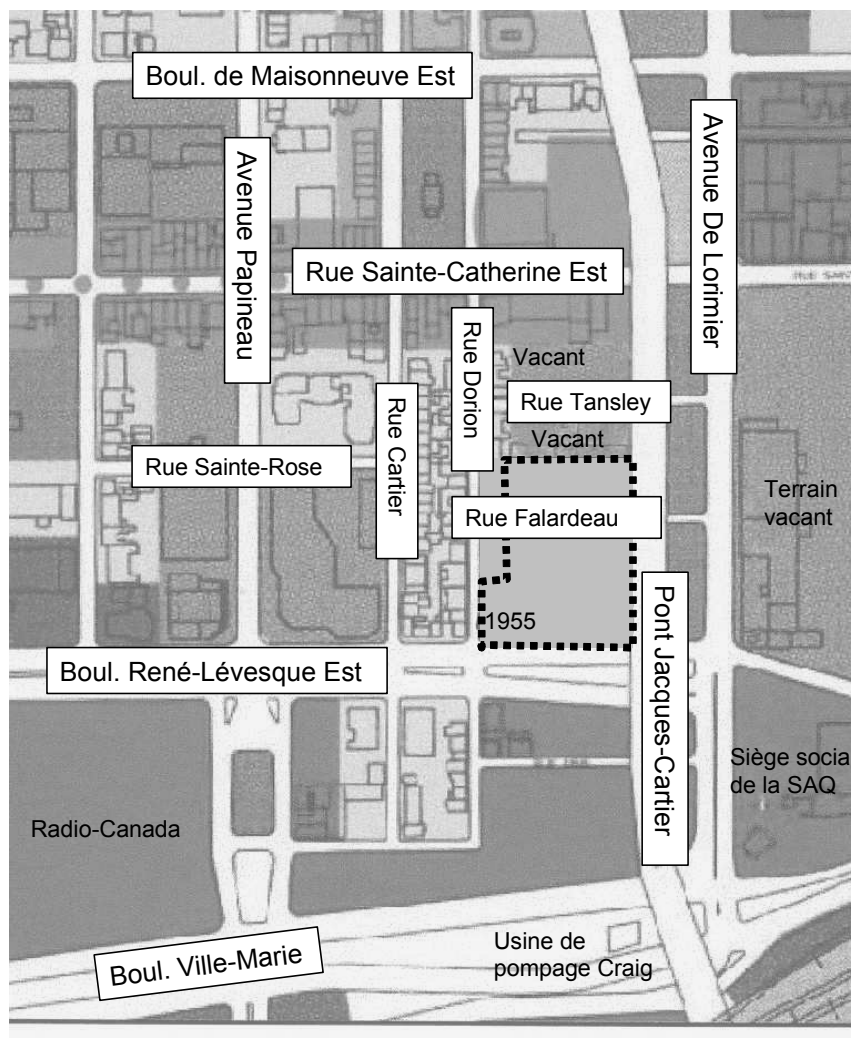 Boul. de Maisonneuve Est
Avenue Papineau
Avenue De Lorimier
Rue Sainte-Catherine Est
Rue Dorion
Vacant
Rue Tansley
Rue Cartier
Vacant
Rue Sainte-Rose
Terrain
vacant
Rue Falardeau
1955
Pont Jacques-Cartier
Boul. René-Lévesque Est
Siège socia
de la SAQ
Radio-Canada
Usine de
pompage Craig
Boul. Ville-Marie